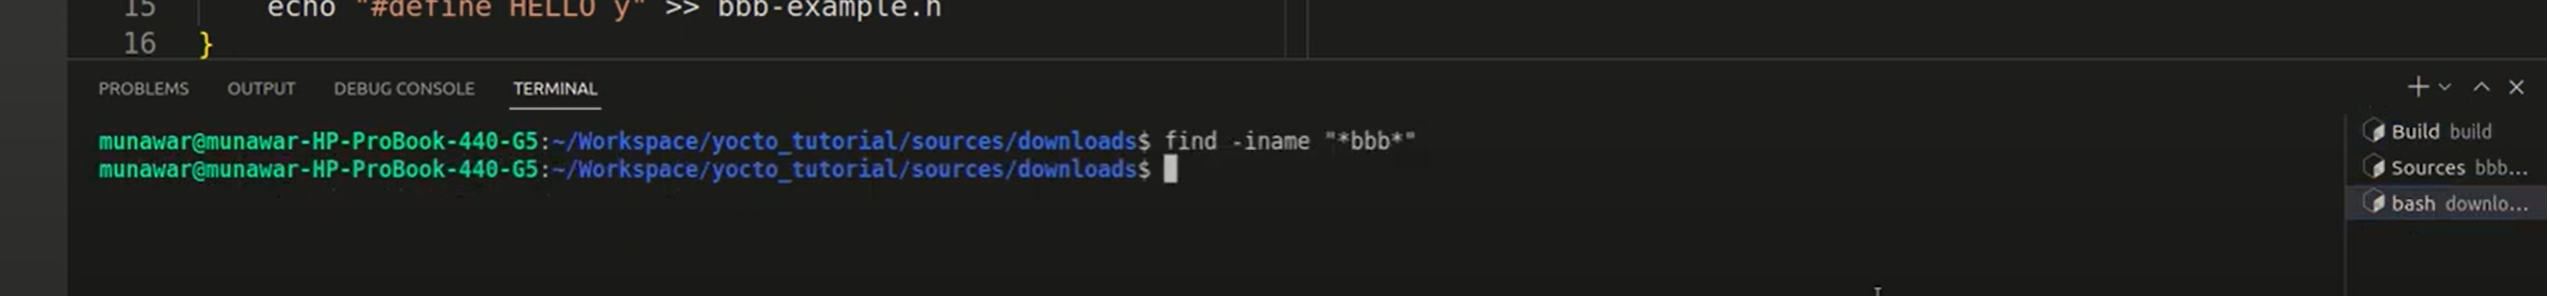 15 echo "#define HELLO y" >> bbb-example.h
16 }
PROBLEMS OUTPUT DEBUG CONSOLE TERMINAL
munawar@munawar-HP-ProBook-440-G5:~/Workspace/yocto_tutorial/sources/downloads$ find -iname "*bbb*"
munawar@munawar-HP-ProBook-440-G5:~/Workspace/yocto_tutorial/sources/downloads$
Build build
Sources bbb...
bash downlo...